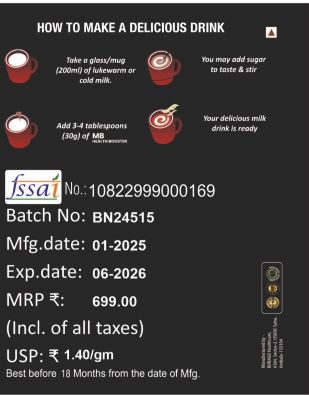 HOW TO MAKE A DELICIOUS DRINK
Take a glass/mug
(200ml) of lukewarm or
cold milk.
You may add sugar
to taste & stir
Add 3-4 tablespoons
(30g) of MB
HEALTH BOOSTER
Your delicious milk
drink is ready
fssai No.: 10822999000169
Batch No: BN24515
Mfg.date: 01-2025
Exp.date: 06-2026
MRP ₹: 699.00
(Incl. of all taxes)
USP: ₹ 1.40/gm
Best before 18 Months from the date of Mfg.
Manufactured by :-